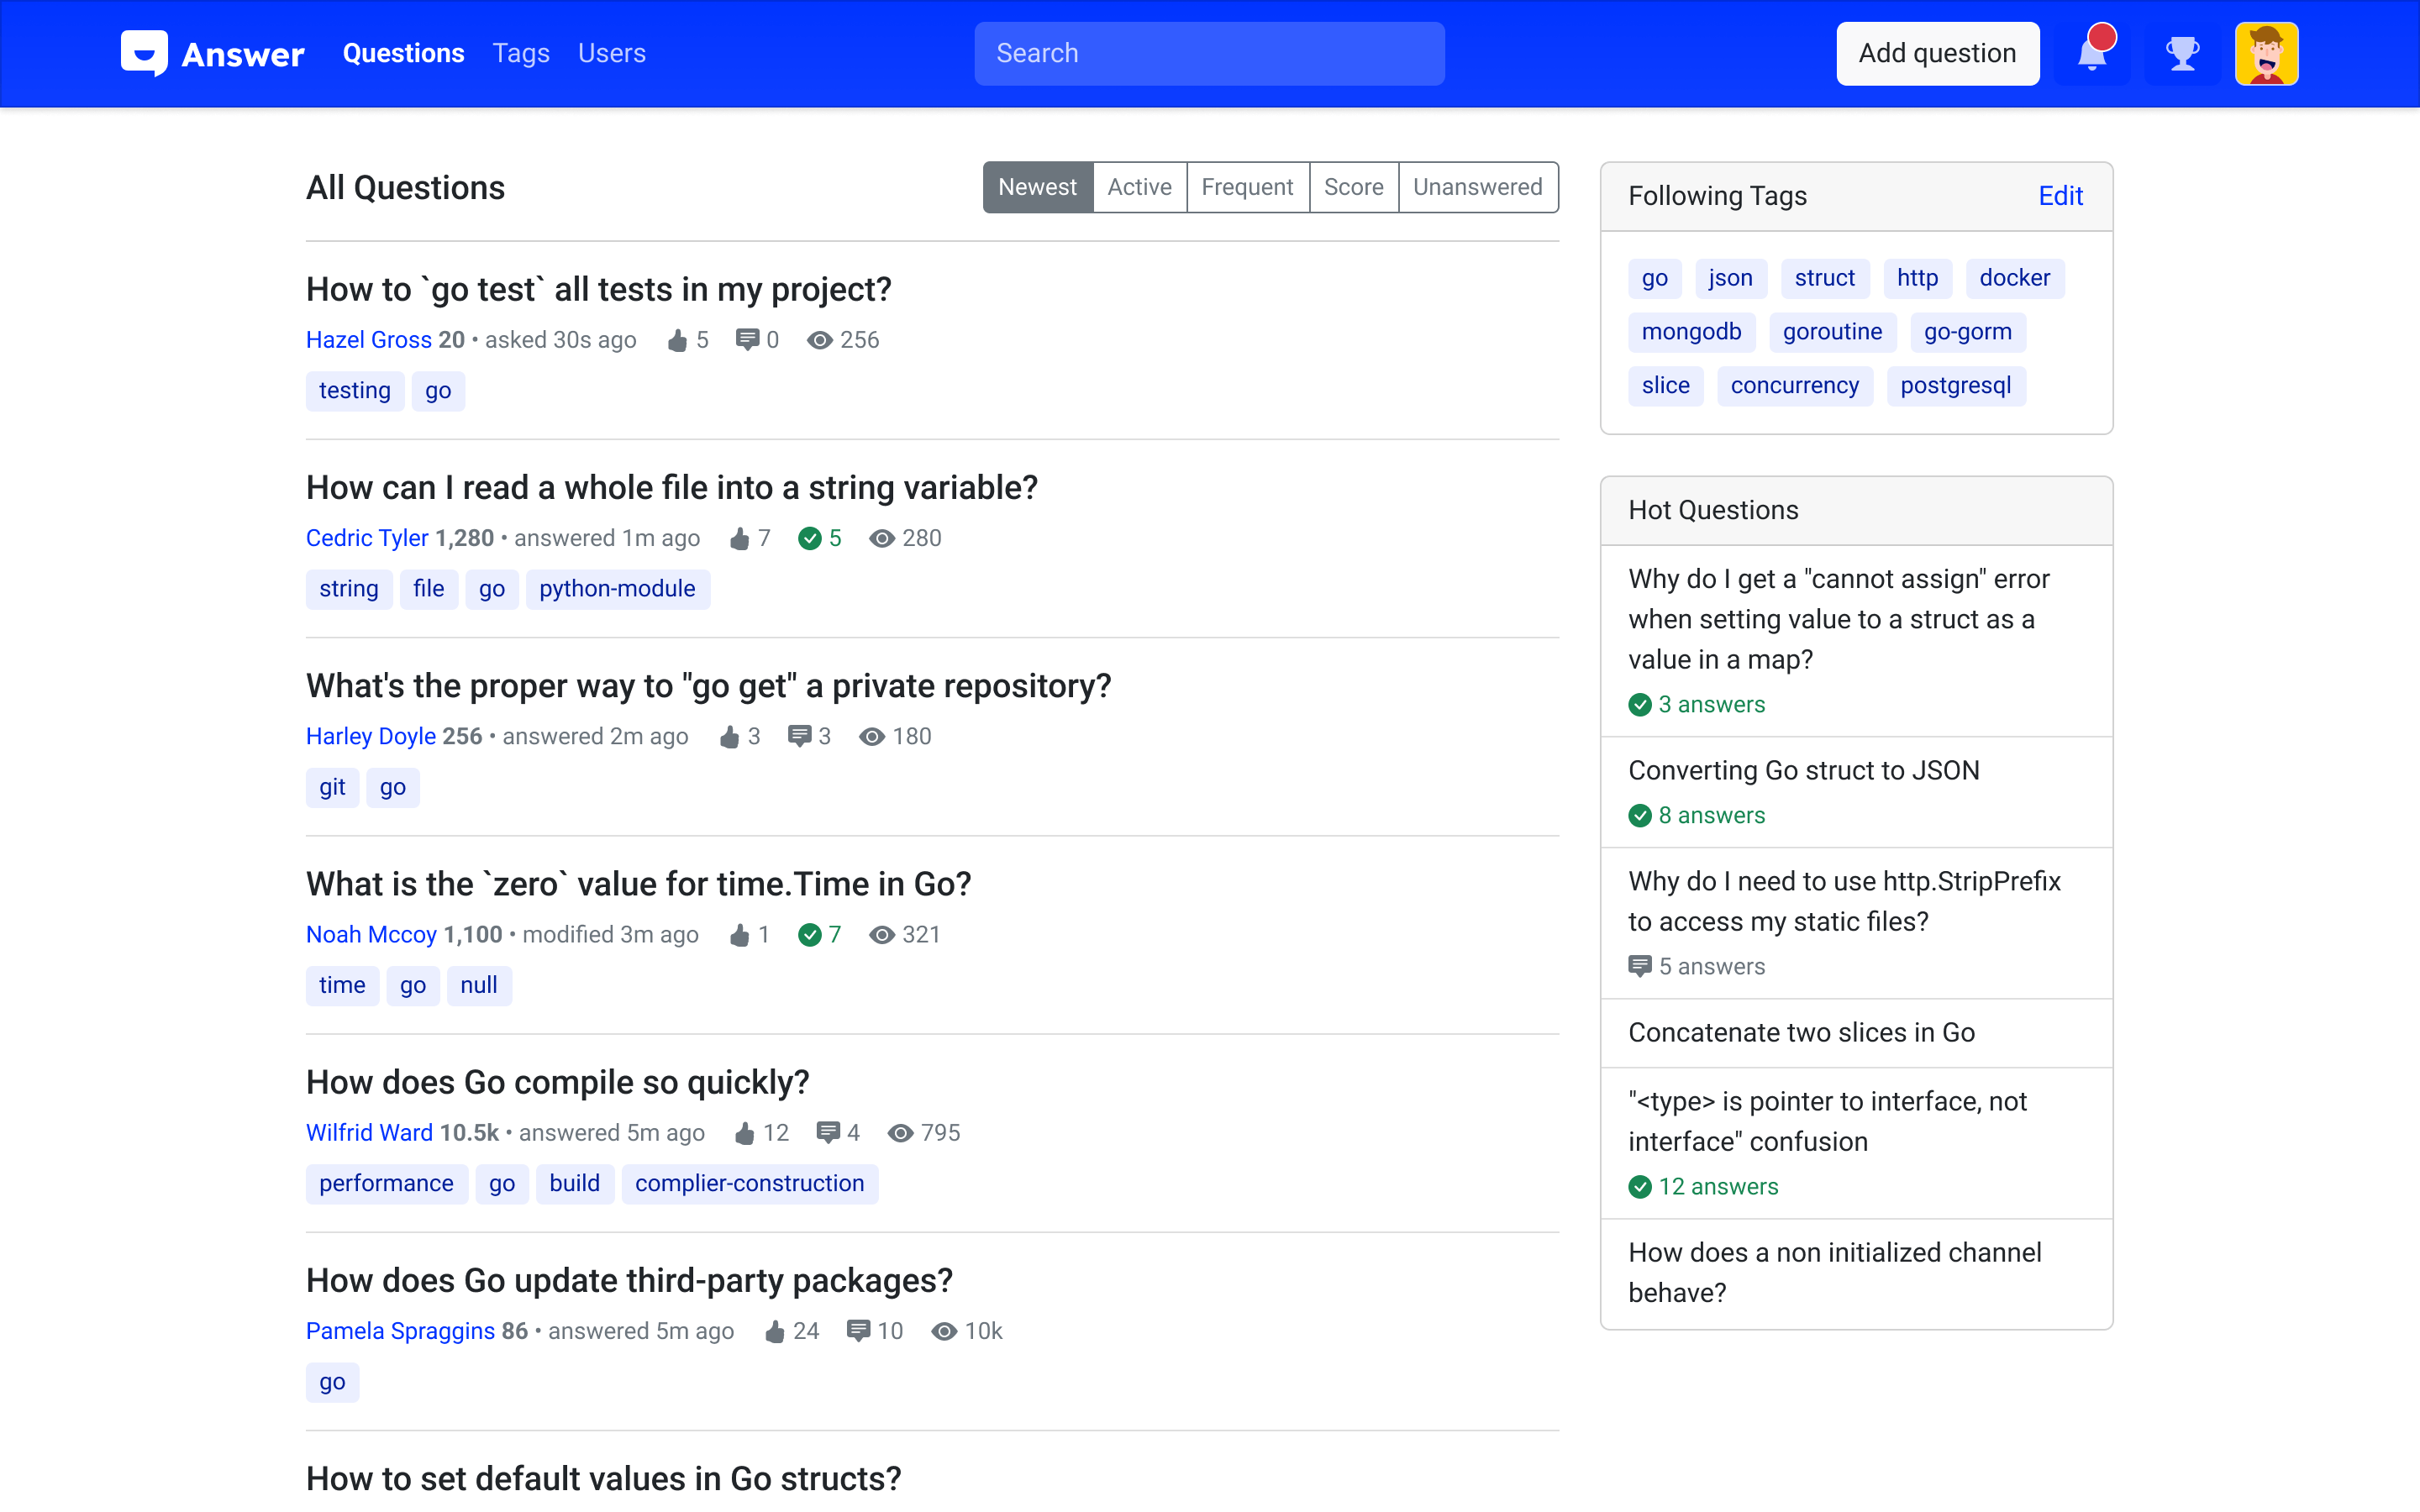 Answer Questions Tags Users Search Add question
All Questions
Newest Active Frequent Score Unanswered
How to `go test` all tests in my project?
Hazel Gross 20 • asked 30s ago 5 0 256
testing go
How can I read a whole file into a string variable?
Cedric Tyler 1,280 • answered 1m ago 7 5 280
string file go python-module
What's the proper way to "go get" a private repository?
Harley Doyle 256 • answered 2m ago 3 3 180
git go
What is the `zero` value for time.Time in Go?
Noah Mccoy 1,100 • modified 3m ago 1 7 321
time go null
How does Go compile so quickly?
Wilfrid Ward 10.5k • answered 5m ago 12 4 795
performance go build complier-construction
How does Go update third-party packages?
Pamela Spraggins 86 • answered 5m ago 24 10 10k
go
How to set default values in Go structs?
Following Tags Edit
go json struct http docker
mongodb goroutine go-gorm
slice concurrency postgresql
Hot Questions
Why do I get a "cannot assign" error
when setting value to a struct as a
value in a map?
3 answers
Converting Go struct to JSON
8 answers
Why do I need to use http.StripPrefix
to access my static files?
5 answers
Concatenate two slices in Go
"<type> is pointer to interface, not
interface" confusion
12 answers
How does a non initialized channel
behave?